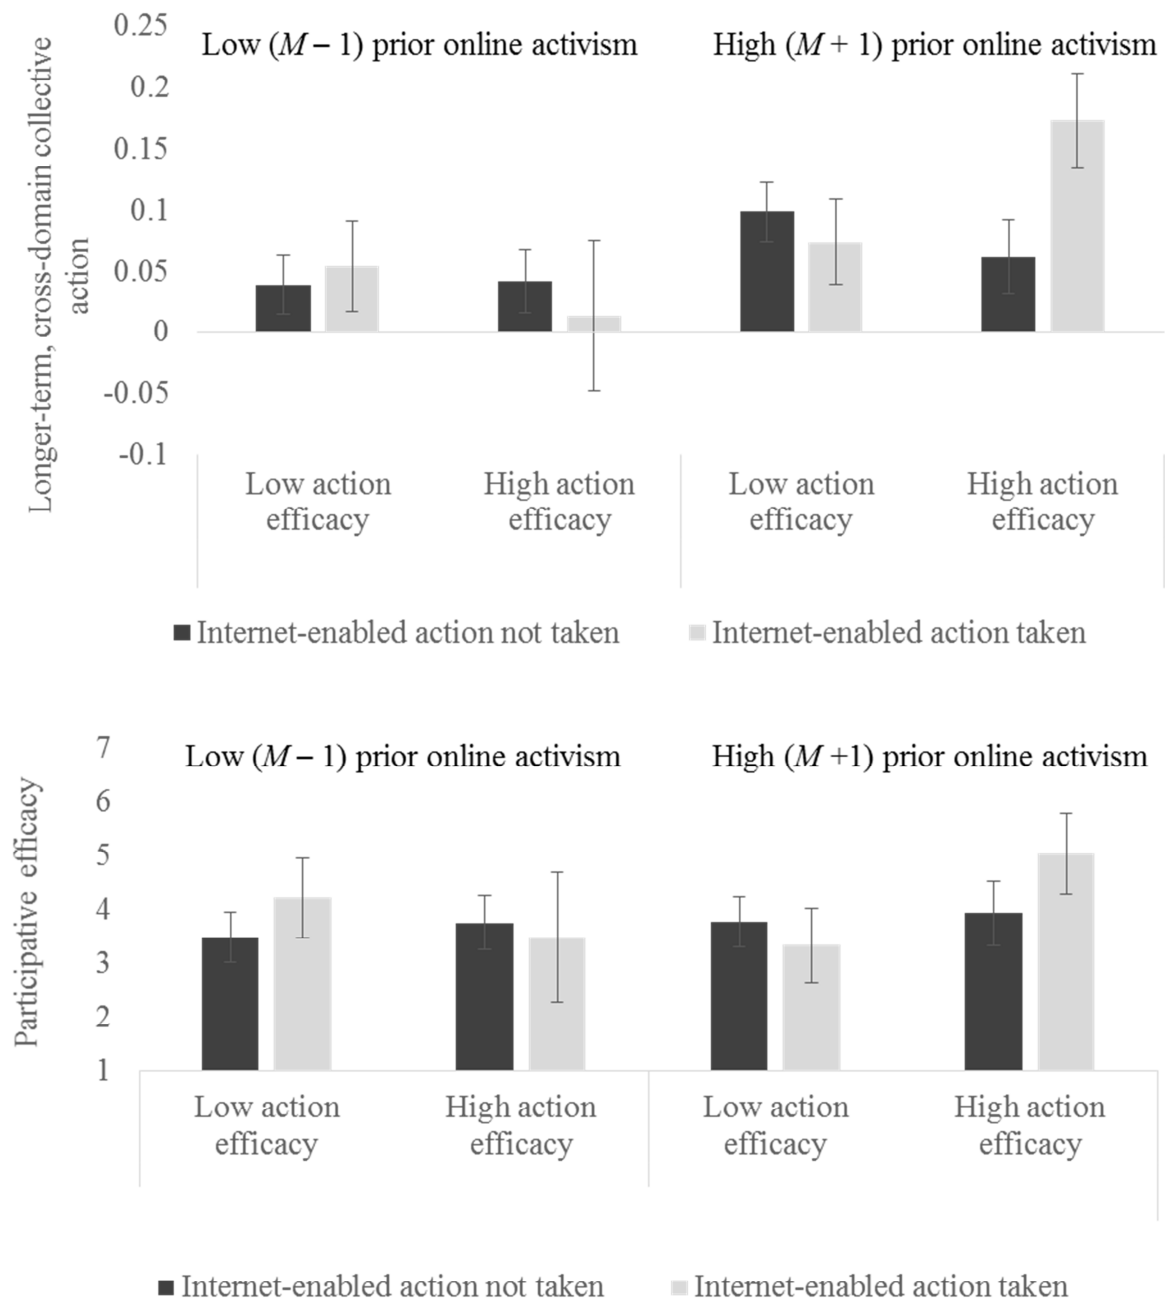 Low (M – 1) prior online activism
High (M + 1) prior online activism
Longer-term, cross-domain collective
action
0.25
0.2
0.15
0.1
0.05
0
-0.05
-0.1
Low action
efficacy
High action
efficacy
Low action
efficacy
High action
efficacy
Internet-enabled action not taken
Internet-enabled action taken
Low (M – 1) prior online activism
High (M +1) prior online activism
Participative efficacy
7
6
5
4
3
2
1
Low action
efficacy
High action
efficacy
Low action
efficacy
High action
efficacy
Internet-enabled action not taken
Internet-enabled action taken